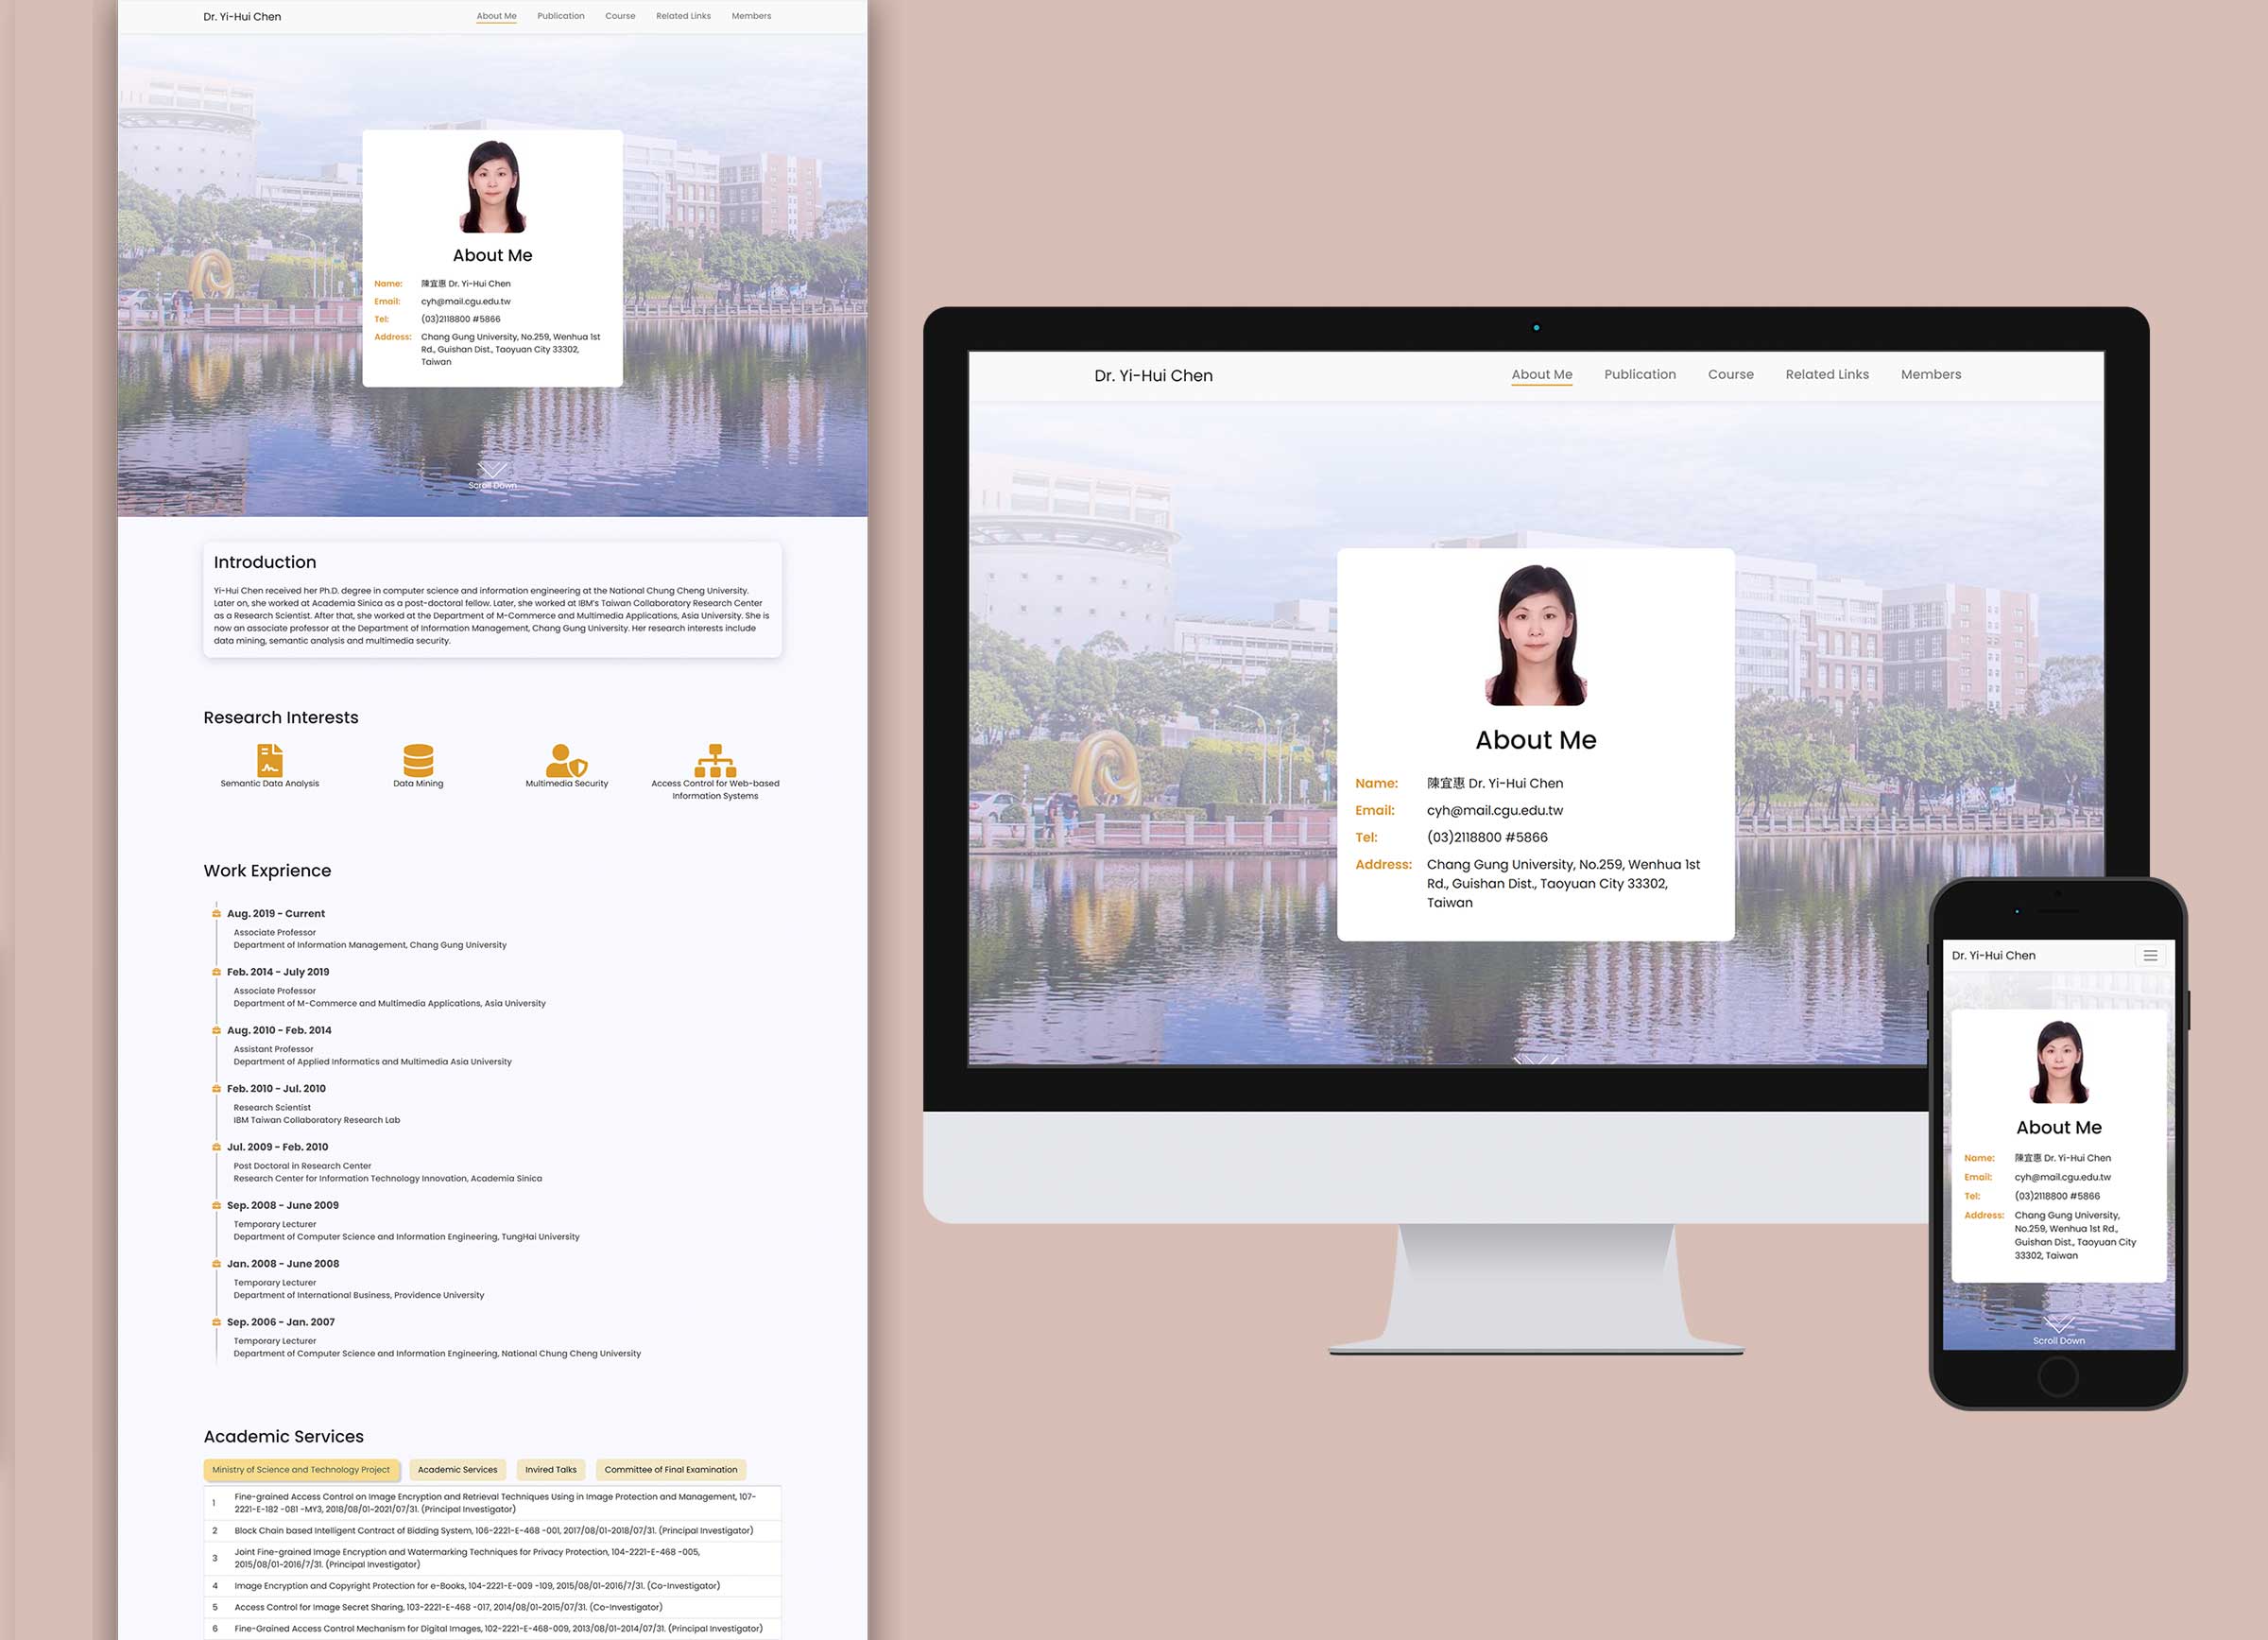 Dr. Yi-Hui Chen
About Me Publication Course Related Links Members
About Me
Name: 陳宜惠 Dr. Yi-Hui Chen
Email: cyh@mail.cgu.edu.tw
Tel: (03)2118800 #5866
Address: Chang Gung University, No.259, Wenhua 1st
Rd., Guishan Dist., Taoyuan City 33302,
Taiwan
Scroll Down
Introduction
Yi-Hui Chen received her Ph.D. degree in computer science and information engineering at the National Chung Cheng University.
Later on, she worked at Academia Sinica as a post-doctoral fellow. Later, she worked at IBM's Taiwan Collaboratory Research Center
as a Research Scientist. After that, she worked at the Department of M-Commerce and Multimedia Applications, Asia University. She is
now an associate professor at the Department of Information Management, Chang Gung University. Her research interests include
data mining, semantic analysis and multimedia security.
Research Interests
Semantic Data Analysis
Data Mining
Multimedia Security
Access Control for Web-based
Information Systems
Work Exprience
Aug. 2019 - Current
Associate Professor
Department of Information Management, Chang Gung University
Feb. 2014 - July 2019
Associate Professor
Department of M-Commerce and Multimedia Applications, Asia University
Aug. 2010 - Feb. 2014
Assistant Professor
Department of Applied Informatics and Multimedia Asia University
Feb. 2010 - Jul. 2010
Research Scientist
IBM Taiwan Collaboratory Research Lab
Jul. 2009 - Feb. 2010
Post Doctoral in Research Center
Research Center for Information Technology Innovation, Academia Sinica
Sep. 2008 - June 2009
Temporary Lecturer
Department of Computer Science and Information Engineering, TungHai University
Jan. 2008 - June 2008
Temporary Lecturer
Department of International Business, Providence University
Sep. 2006 - Jan. 2007
Temporary Lecturer
Department of Computer Science and Information Engineering, National Chung Cheng University
Academic Services
Ministry of Science and Technology Project Academic Services Invired Talks Committee of Final Examination
1 Fine-grained Access Control on Image Encryption and Retrieval Techniques Using in Image Protection and Management, 107-
2221-E-182 -081 -MY3, 2018/08/01~2021/07/31. (Principal Investigator)
2 Block Chain based Intelligent Contract of Bidding System, 106-2221-E-468 -001, 2017/08/01~2018/07/31. (Principal Investigator)
3 Joint Fine-grained Image Encryption and Watermarking Techniques for Privacy Protection, 104-2221-E-468 -005,
2015/08/01~2016/7/31. (Principal Investigator)
4 Image Encryption and Copyright Protection for e-Books, 104-2221-E-009 -109, 2015/08/01~2016/7/31. (Co-Investigator)
5 Access Control for Image Secret Sharing, 103-2221-E-468 -017, 2014/08/01~2015/07/31. (Co-Investigator)
6 Fine-Grained Access Control Mechanism for Digital Images, 102-2221-E-468-009, 2013/08/01~2014/07/31. (Principal Investigator)
Dr. Yi-Hui Chen
About Me Publication Course Related Links Members
About Me
Name: 陳宜惠 Dr. Yi-Hui Chen
Email: cyh@mail.cgu.edu.tw
Tel: (03)2118800 #5866
Address: Chang Gung University, No.259, Wenhua 1st
Rd., Guishan Dist., Taoyuan City 33302,
Taiwan
Dr. Yi-Hui Chen
About Me
Name: 陳宜惠 Dr. Yi-Hui Chen
Email: cyh@mail.cgu.edu.tw
Tel: (03)2118800 #5866
Address: Chang Gung University,
No.259, Wenhua 1st Rd.,
Guishan Dist., Taoyuan City
33302, Taiwan
Scroll Down